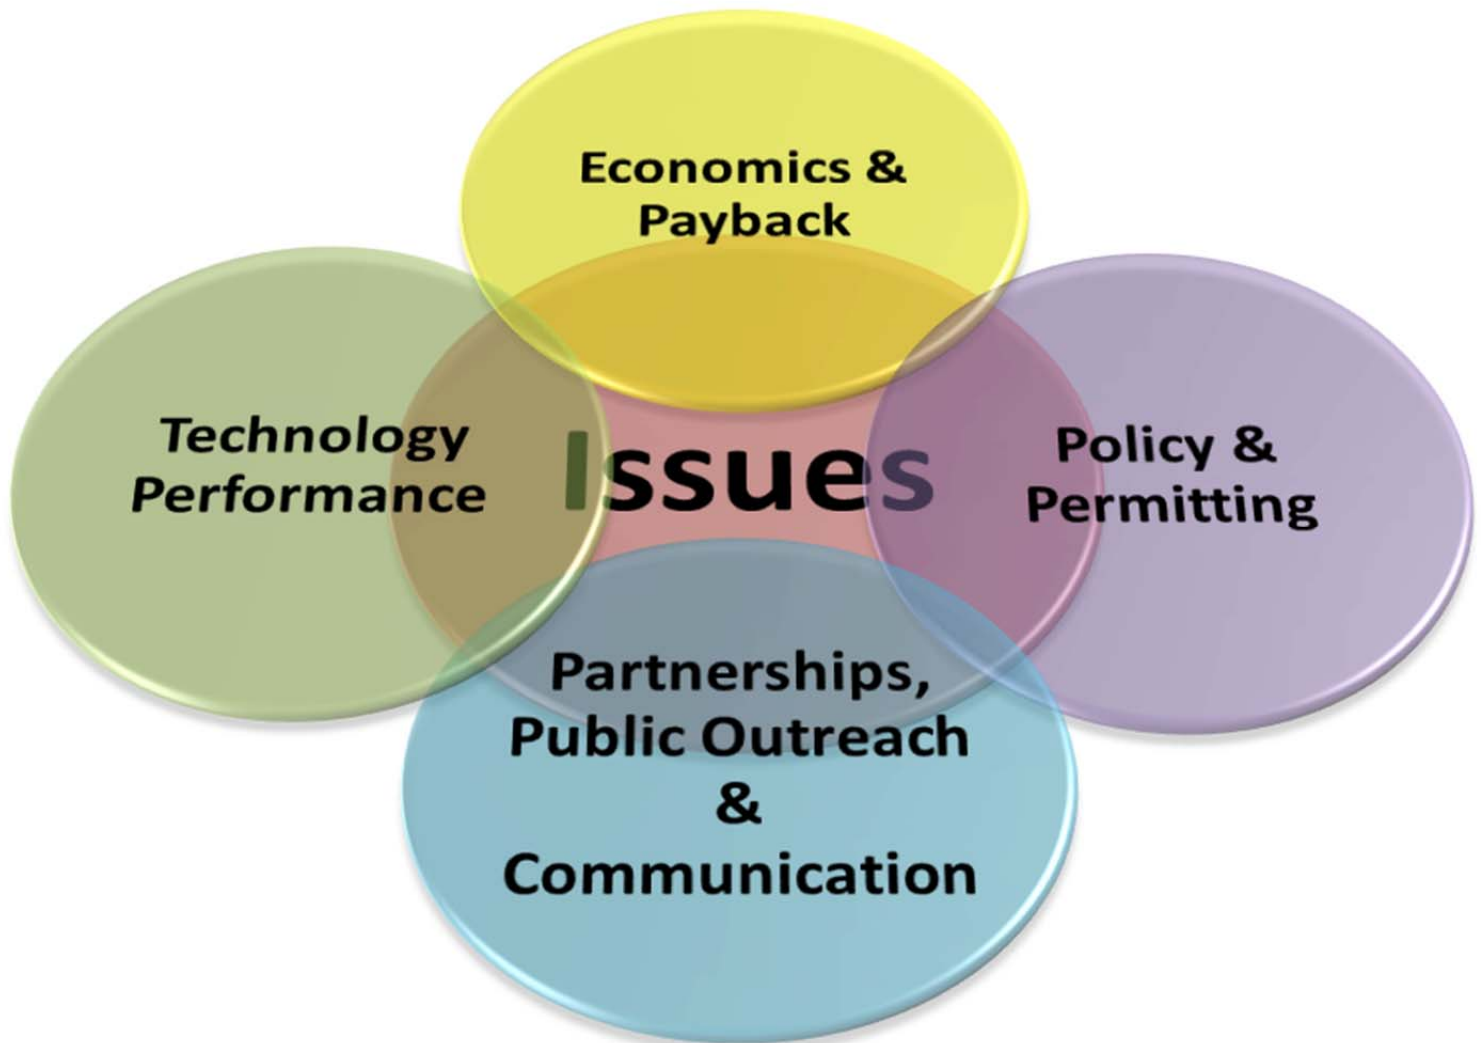 Economics &
Payback
Technology
Performance
Issues
Policy &
Permitting
Partnerships,
Public Outreach
&
Communication